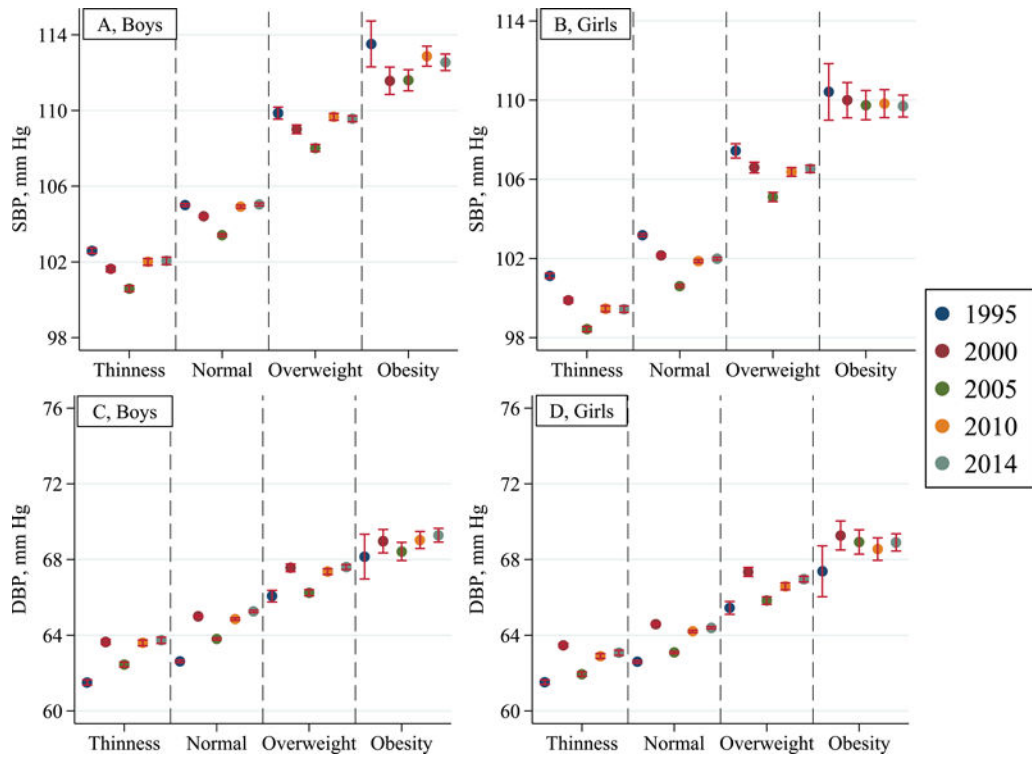 A, Boys
SBP, mm Hg
114
110
106
102
98
Thinness Normal Overweight Obesity
B, Girls
SBP, mm Hg
114
110
106
102
98
Thinness Normal Overweight Obesity
C, Boys
DBP, mm Hg
76
72
68
64
60
Thinness Normal Overweight Obesity
D, Girls
DBP, mm Hg
76
72
68
64
60
Thinness Normal Overweight Obesity
1995
2000
2005
2010
2014